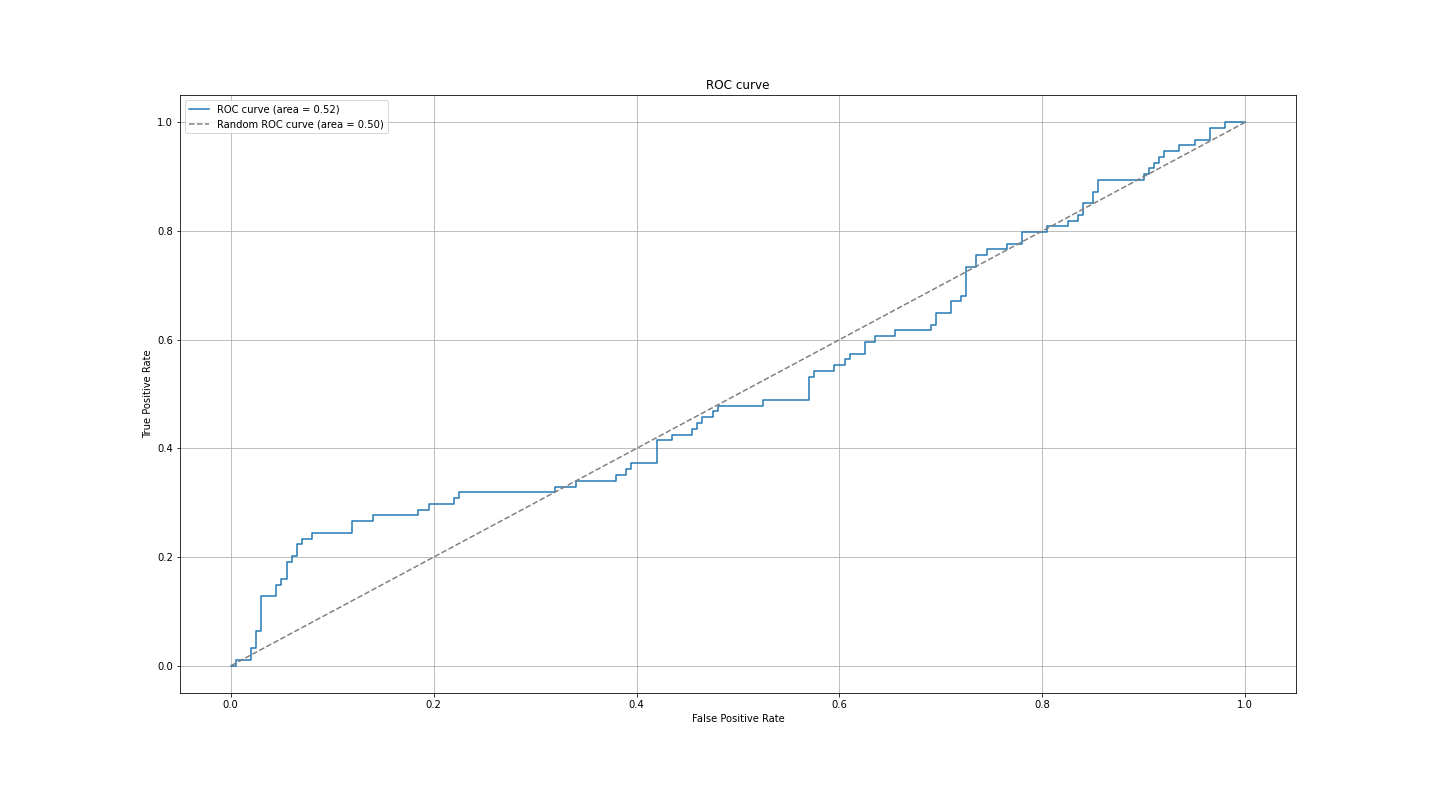 ROC curve
ROC curve (area = 0.52)
Random ROC curve (area = 0.50)
True Positive Rate
1.0
0.8
0.6
0.4
0.2
0.0
0.0 0.2 0.4 0.6 0.8 1.0
False Positive Rate